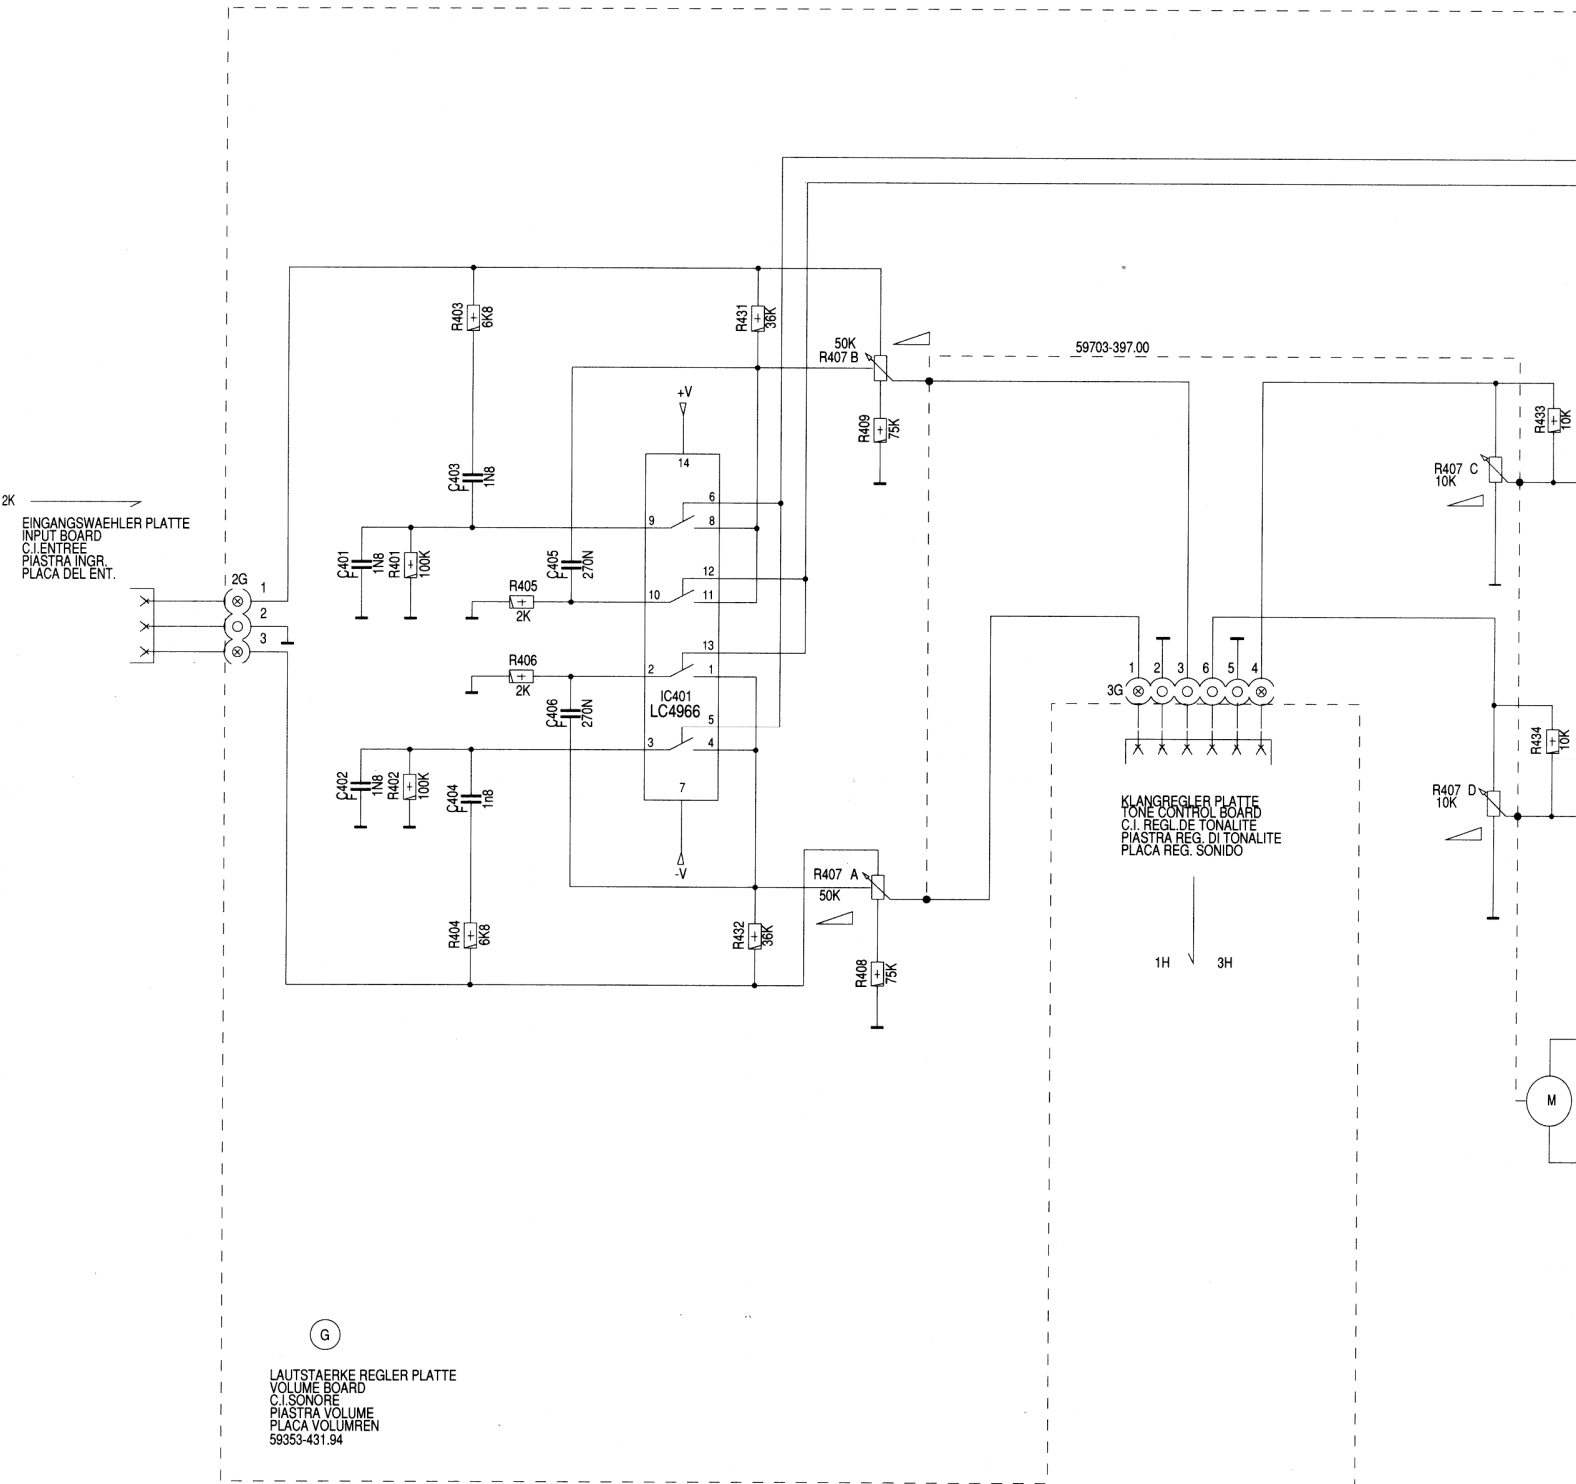 R403
6K8
R431
36K
50K
R407 B
59703-397.00
+V
R409
75K
R433
10K
14
R407 C
10K
C403
F
1N8
2K
6
9
8
EINGANGSWAEHLER PLATTE
INPUT BOARD
C.I.ENTREE
PIASTRA INGR.
PLACA DEL ENT.
C401
F
1N8
R401
100K
C405
F
270N
12
2G
1
R405
2K
10
11
2
3
13
R406
2K
2
1
1
2
3
6
5
4
3G
IC401
LC4966
C406
F
270N
5
3
4
R434
10K
C402
F
1N8
R402
100K
C404
F
1n8
7
R407 D
10K
KLANGREGLER PLATTE
TONE CONTROL BOARD
C.I. REGL.DE TONALITE
PIASTRA REG. DI TONALITE
PLACA REG. SONIDO
-V
R407 A
50K
R404
6K8
R432
36K
R408
75K
1H
3H
M
G
LAUTSTAERKE REGLER PLATTE
VOLUME BOARD
C.I.SONORE
PIASTRA VOLUME
PLACA VOLUMREN
59353-431.94